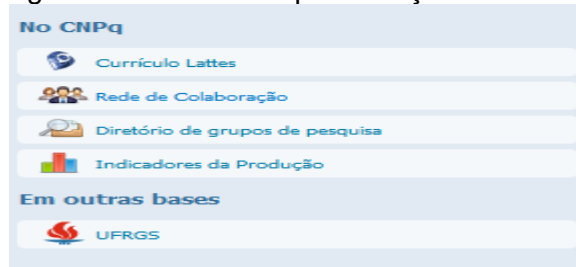 No CNPq
Currículo Lattes
Rede de Colaboração
Diretório de grupos de pesquisa
Indicadores da Produção
Em outras bases
UFRGS